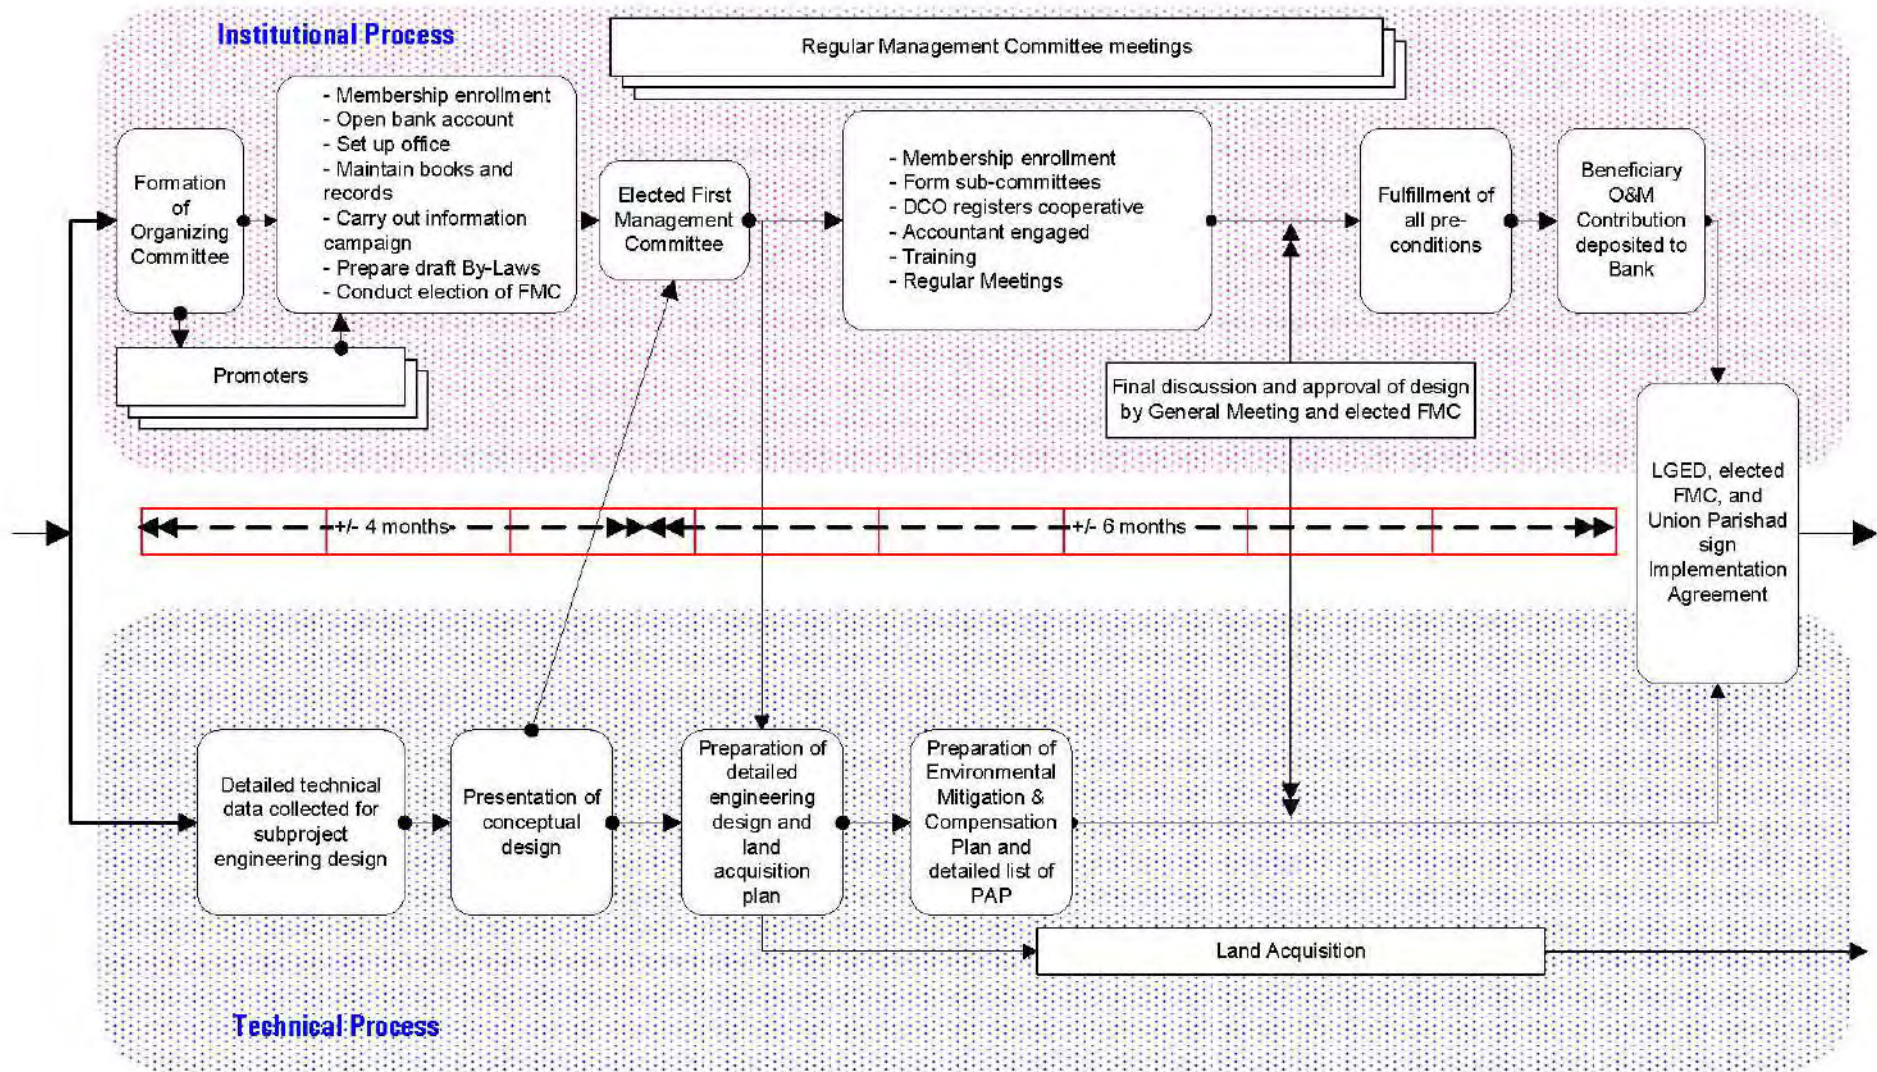 Institutional Process
Regular Management Committee meetings
Formation
of
Organizing
Committee
- Membership enrollment
- Open bank account
- Set up office
- Maintain books and
records
- Carry out information
campaign
- Prepare draft By-Laws
- Conduct election of FMC
Promoters
Elected First
Management
Committee
- Membership enrollment
- Form sub-committees
- DCO registers cooperative
- Accountant engaged
- Training
- Regular Meetings
Fulfillment of
all pre-
conditions
Beneficiary
O&M
Contribution
deposited to
Bank
Final discussion and approval of design
by General Meeting and elected FMC
LGED, elected
FMC, and
Union Parishad
sign
Implementation
Agreement
+/- 4 months
+/- 6 months
Detailed technical
data collected for
subproject
engineering design
Presentation of
conceptual
design
Preparation of
detailed
engineering
design and
land
acquisition
plan
Preparation of
Environmental
Mitigation &
Compensation
Plan and
detailed list of
PAP
Land Acquisition
Technical Process